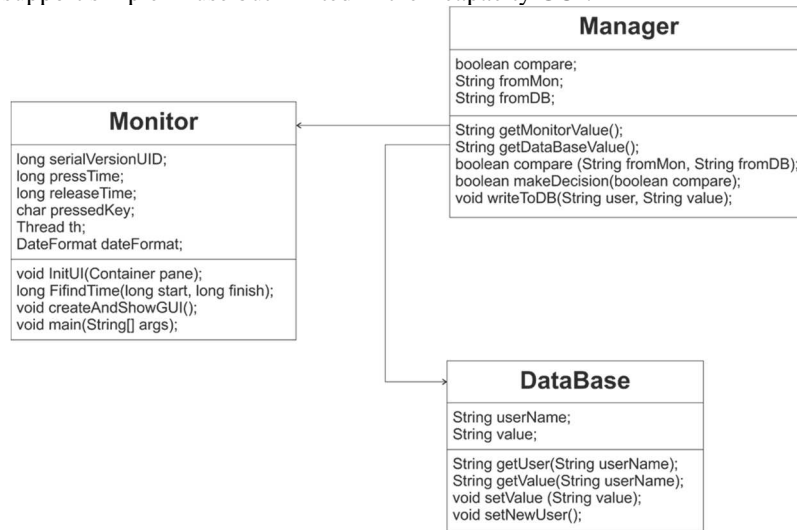 Manager
boolean compare;
String fromMon;
String fromDB;
String getMonitorValue();
String getDataBaseValue();
boolean compare (String fromMon, String fromDB);
boolean makeDecision(boolean compare);
void writeToDB(String user, String value);
Monitor
long serialVersionUID;
long pressTime;
long releaseTime;
char pressedKey;
Thread th;
DateFormat dateFormat;
void InitUI(Container pane);
long FifindTime(long start, long finish);
void createAndShowGUI();
void main(String[] args);
DataBase
String userName;
String value;
String getUser(String userName);
String getValue(String userName);
void setValue (String value);
void setNewUser();